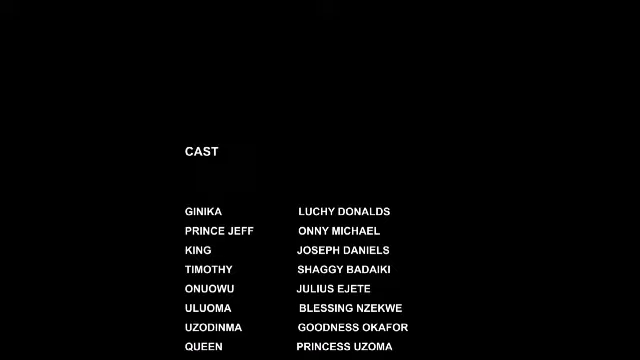 CAST
GINIKA LUCHY DONALDS
PRINCE JEFF ONNY MICHAEL
KING JOSEPH DANIELS
TIMOTHY SHAGGY BADAIKI
ONUOWU JULIUS EJETE
ULUOMA BLESSING NZEKWE
UZODINMA GOODNESS OKAFOR
QUEEN PRINCESS UZOMA